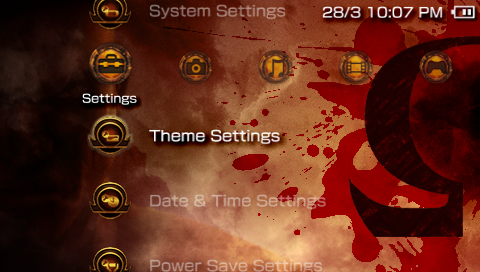 System Settings
28/3 10:07 PM
Settings
Theme Settings
Date & Time Settings
Power Save Settings